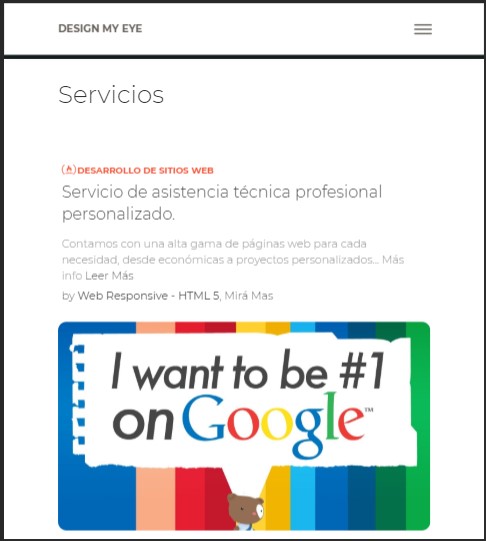 DESIGN MY EYE
Servicios
DESARROLLO DE SITIOS WEB
Servicio de asistencia técnica profesional
personalizado.
Contamos con una alta gama de páginas web para cada
necesidad, desde económicas a proyectos personalizados... Más
info Leer Más
by Web Responsive - HTML 5, Mirá Mas
I want to be #1
on Google™